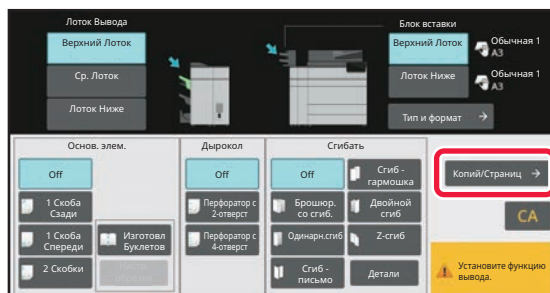 Лоток Вывода
Блок
вставки
Верхний Лоток
Ср. Лоток
Лоток Ниже
Верхний Лоток
Обычная 1
A3
Лоток Ниже
Обычная 1
A3
Тип и формат
Основ. элем.
Дырокол
Сгибать
Off
Off
Off
Сгиб -
гармошка
Копий/Страниц
1 Скоба
Сзади
Перфоратор с
2-отверст
Брошюр.
со сгиб.
Двойной
сгиб
CA
1 Скоба
Спереди
Изготовл
Буклетов
Перфоратор с
4-отверст
Одинарн.сгиб
Z-сгиб
2 Скобки
Сгиб -
письмо
Детали
Установите функцию
вывода.